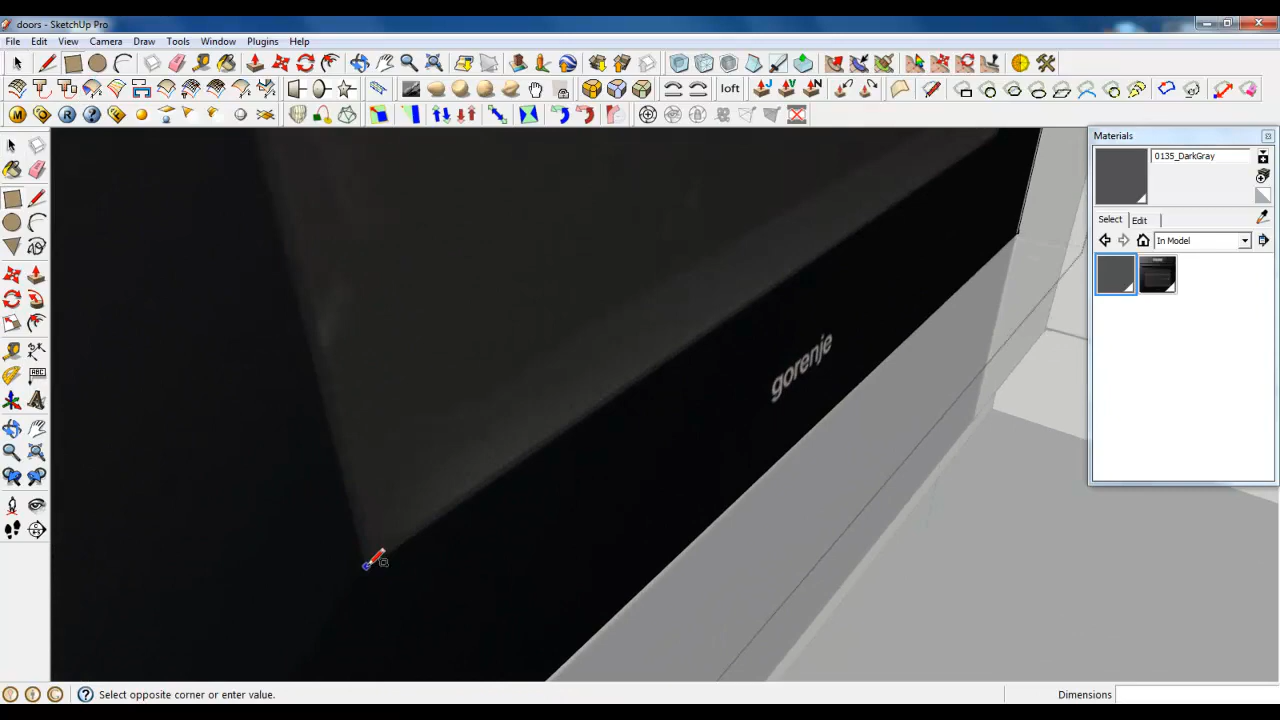 doors - SketchUp Pro
File Edit View Camera Draw Tools Window Plugins Help
loft
Materials
0135_DarkGray
Select Edit
In Model
gorenje
Select opposite corner or enter value.
Dimensions